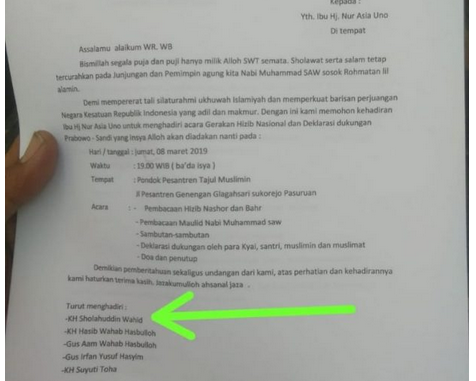 Kepada :
Yth. Ibu Hj. Nur Asia Uno
Di tempat
Assalamu alaikum WR. WB
Bismillah segala puja dan puji hanya milik Alloh SWT semata. Sholawat serta salam tetap
tercurahkan pada Junjungan dan Pemimpin agung kita Nabi Muhammad SAW sosok Rohmatan lil
alamin.
Demi mempererat tali silaturahmi ukhuwah Islamiyah dan memperkuat barisan perjuangan
Negara Kesatuan Republik Indonesia yang adil dan makmur. Dengan ini kami memohon kehadiran
Ibu Hj Nur Asia Uno untuk menghadiri acara Gerakan Hizib Nasional dan Deklarasi dukungan
Prabowo - Sandi yang insya Alloh akan diadakan nanti pada :
Hari / tanggal : jumat, 08 maret 2019
Waktu : 19.00 WIB ( ba'da isya )
Tempat : Pondok Pesantren Tajul Muslimin
Jl Pesantren Genengan Glagahsari sukorejo Pasuruan
Acara : - Pembacaan Hizib Nashor dan Bahr
- Pembacaan Maulid Nabi Muhammad saw
- Sambutan-sambutan
- Deklarasi dukungan oleh para Kyai, santri, muslimin dan muslimat
- Doa dan penutup
Demikian pemberitahuan sekaligus undangan dari kami, atas perhatian dan kehadirannya
kami haturkan terima kasih. Jazakumulloh ahsanal jaza .
Turut menghadiri :
-KH Sholahuddin Wahid
-KH Hasib Wahab Hasbulloh
-Gus Aam Wahab Hasbulloh
-Gus Irfan Yusuf Hasyim
-KH Suyuti Toha